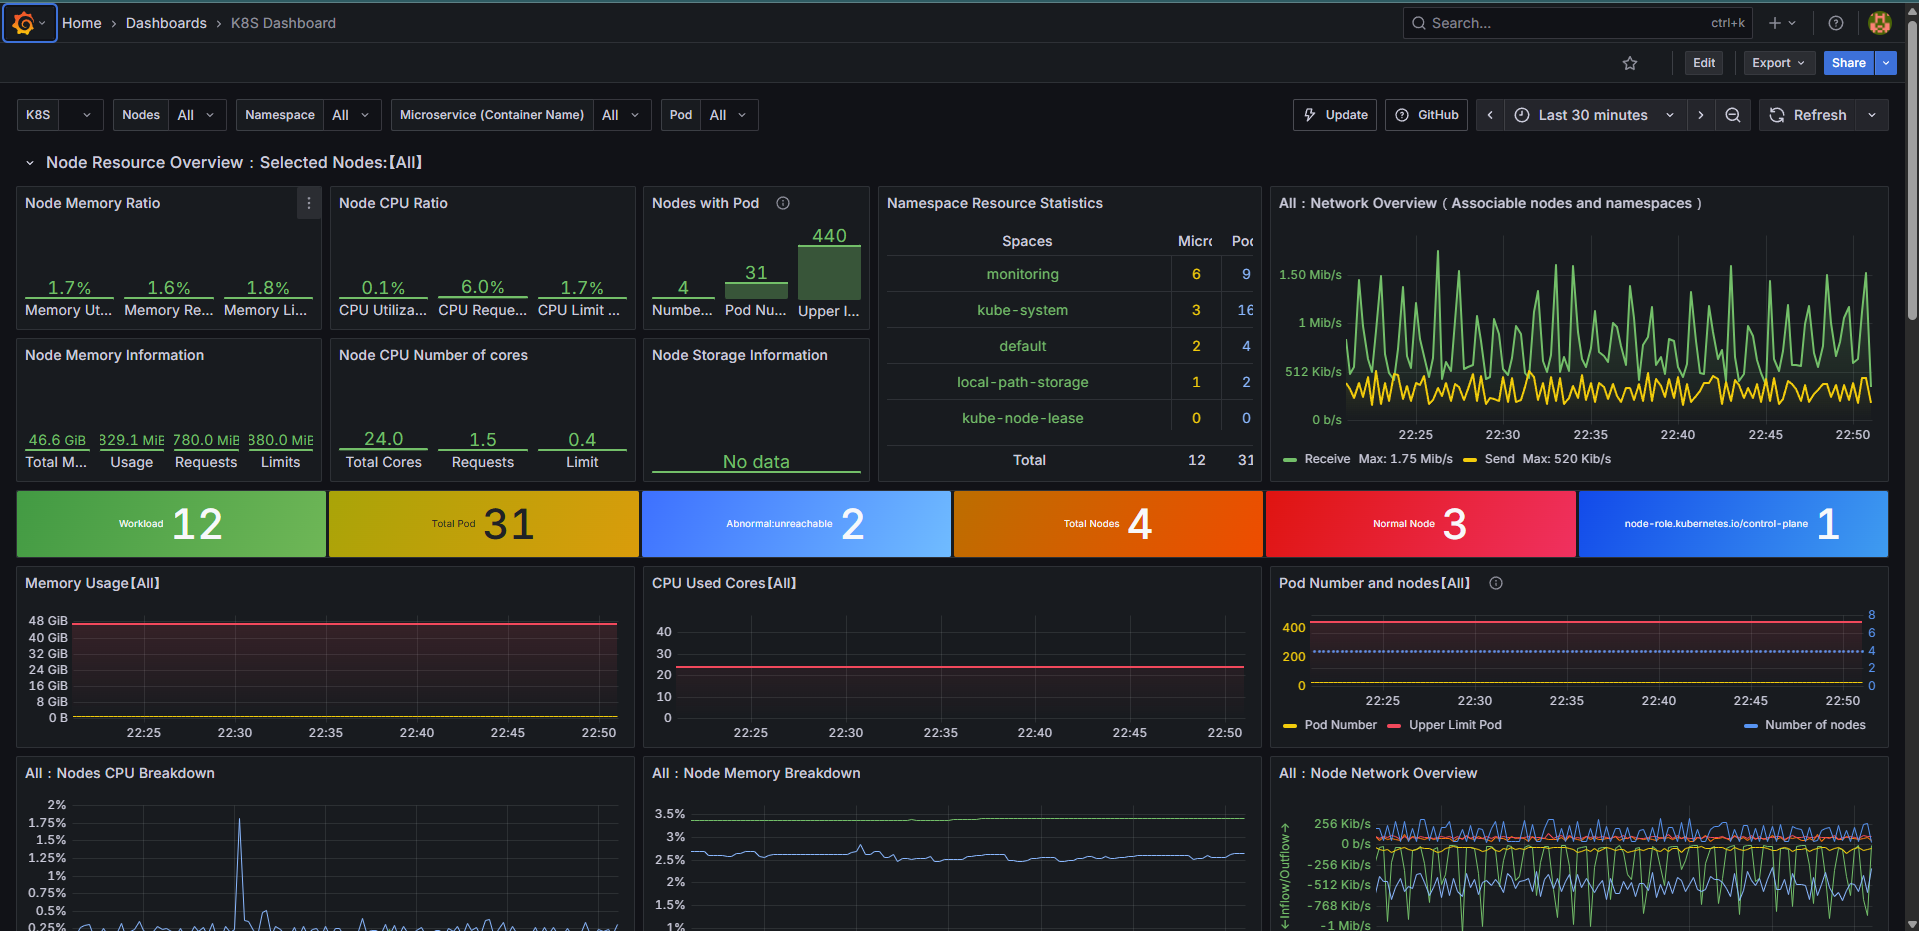 Home › Dashboards › K8S Dashboard
Search... ctrl+k
Edit Export Share
K8S Nodes All Namespace All Microservice (Container Name) All Pod All Update GitHub Last 30 minutes Refresh
Node Resource Overview：Selected Nodes:【All】
Node Memory Ratio
1.7% 1.6% 1.8%
Memory Ut... Memory Re... Memory Li...
Node CPU Ratio
0.1% 6.0% 1.7%
CPU Utiliza... CPU Reque... CPU Limit ...
Nodes with Pod
4 31 440
Numbe... Pod Nu... Upper l...
Node Memory Information
46.6 GiB 829.1 MiB 780.0 MiB 880.0 MiB
Total M... Usage Requests Limits
Node CPU Number of cores
24.0 1.5 0.4
Total Cores Requests Limit
Node Storage Information
No data
Namespace Resource Statistics
Spaces Micro Pod
monitoring 6 9
kube-system 3 16
default 2 4
local-path-storage 1 2
kube-node-lease 0 0
Total 12 31
All：Network Overview（Associable nodes and namespaces）
1.50 Mib/s
1 Mib/s
512 Kib/s
0 b/s
22:25 22:30 22:35 22:40 22:45 22:50
Receive Max: 1.75 Mib/s Send Max: 520 Kib/s
Workload 12
Total Pod 31
Abnormal:unreachable 2
Total Nodes 4
Normal Node 3
node-role.kubernetes.io/control-plane 1
Memory Usage【All】
48 GiB
40 GiB
32 GiB
24 GiB
16 GiB
8 GiB
0 B
22:25 22:30 22:35 22:40 22:45 22:50
CPU Used Cores【All】
40
30
20
10
0
22:25 22:30 22:35 22:40 22:45 22:50
Pod Number and nodes【All】
400
200
0
8
6
4
2
0
22:25 22:30 22:35 22:40 22:45 22:50
Pod Number Upper Limit Pod Number of nodes
All：Nodes CPU Breakdown
2%
1.75%
1.5%
1.25%
1%
0.75%
0.5%
0.25%
All：Node Memory Breakdown
3.5%
3%
2.5%
2%
1.5%
1%
All：Node Network Overview
←Inflow/Outflow→
256 Kib/s
0 b/s
-256 Kib/s
-512 Kib/s
-768 Kib/s
-1 Mib/s